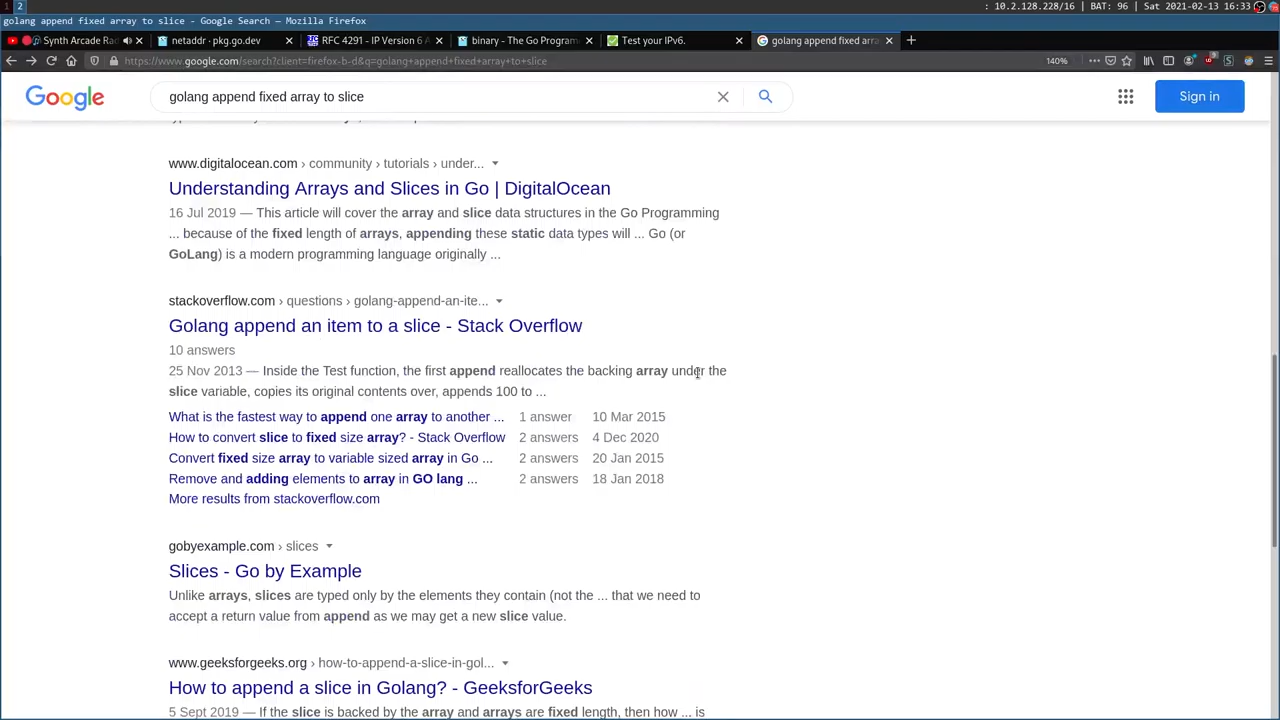 1 2
: 10.2.128.228/16 | BAT: 96 | Sat 2021-02-13 16:33
golang append fixed array to slice - Google Search — Mozilla Firefox
Synth Arcade Rad
netaddr · pkg.go.dev
RFC 4291 - IP Version 6 A
binary - The Go Program
Test your IPv6.
golang append fixed arra
https://www.google.com/search?client=firefox-b-d&q=golang+append+fixed+array+to+slice
140%
Google
golang append fixed array to slice
Sign in
www.digitalocean.com › community › tutorials › under...
Understanding Arrays and Slices in Go | DigitalOcean
16 Jul 2019 — This article will cover the array and slice data structures in the Go Programming
... because of the fixed length of arrays, appending these static data types will ... Go (or
GoLang) is a modern programming language originally ...
stackoverflow.com › questions › golang-append-an-ite...
Golang append an item to a slice - Stack Overflow
10 answers
25 Nov 2013 — Inside the Test function, the first append reallocates the backing array under the
slice variable, copies its original contents over, appends 100 to ...
What is the fastest way to append one array to another ... 1 answer 10 Mar 2015
How to convert slice to fixed size array? - Stack Overflow 2 answers 4 Dec 2020
Convert fixed size array to variable sized array in Go ... 2 answers 20 Jan 2015
Remove and adding elements to array in GO lang ... 2 answers 18 Jan 2018
More results from stackoverflow.com
gobyexample.com › slices
Slices - Go by Example
Unlike arrays, slices are typed only by the elements they contain (not the ... that we need to
accept a return value from append as we may get a new slice value.
www.geeksforgeeks.org › how-to-append-a-slice-in-gol...
How to append a slice in Golang? - GeeksforGeeks
5 Sept 2019 — If the slice is backed by the array and arrays are fixed length, then how ... is